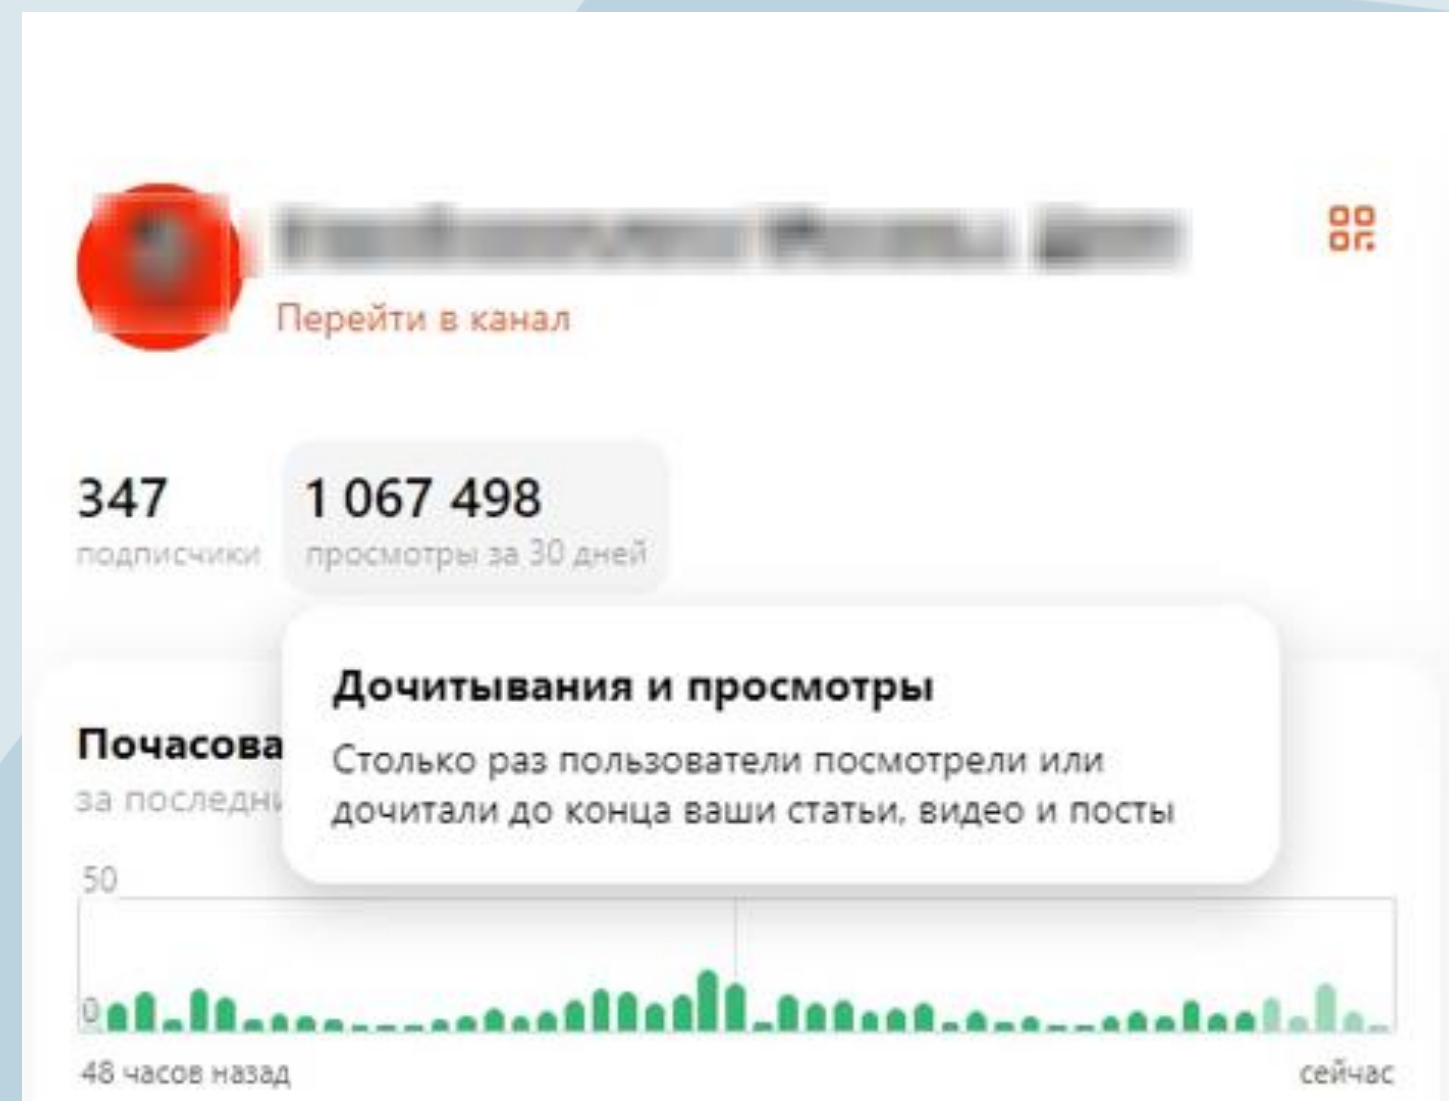 Перейти в канал
347
подписчики
1 067 498
просмотры за 30 дней
Дочитывания и просмотры
Столько раз пользователи посмотрели или
дочитали до конца ваши статьи, видео и посты
Почасова
за последни
50
0
48 часов назад
сейчас